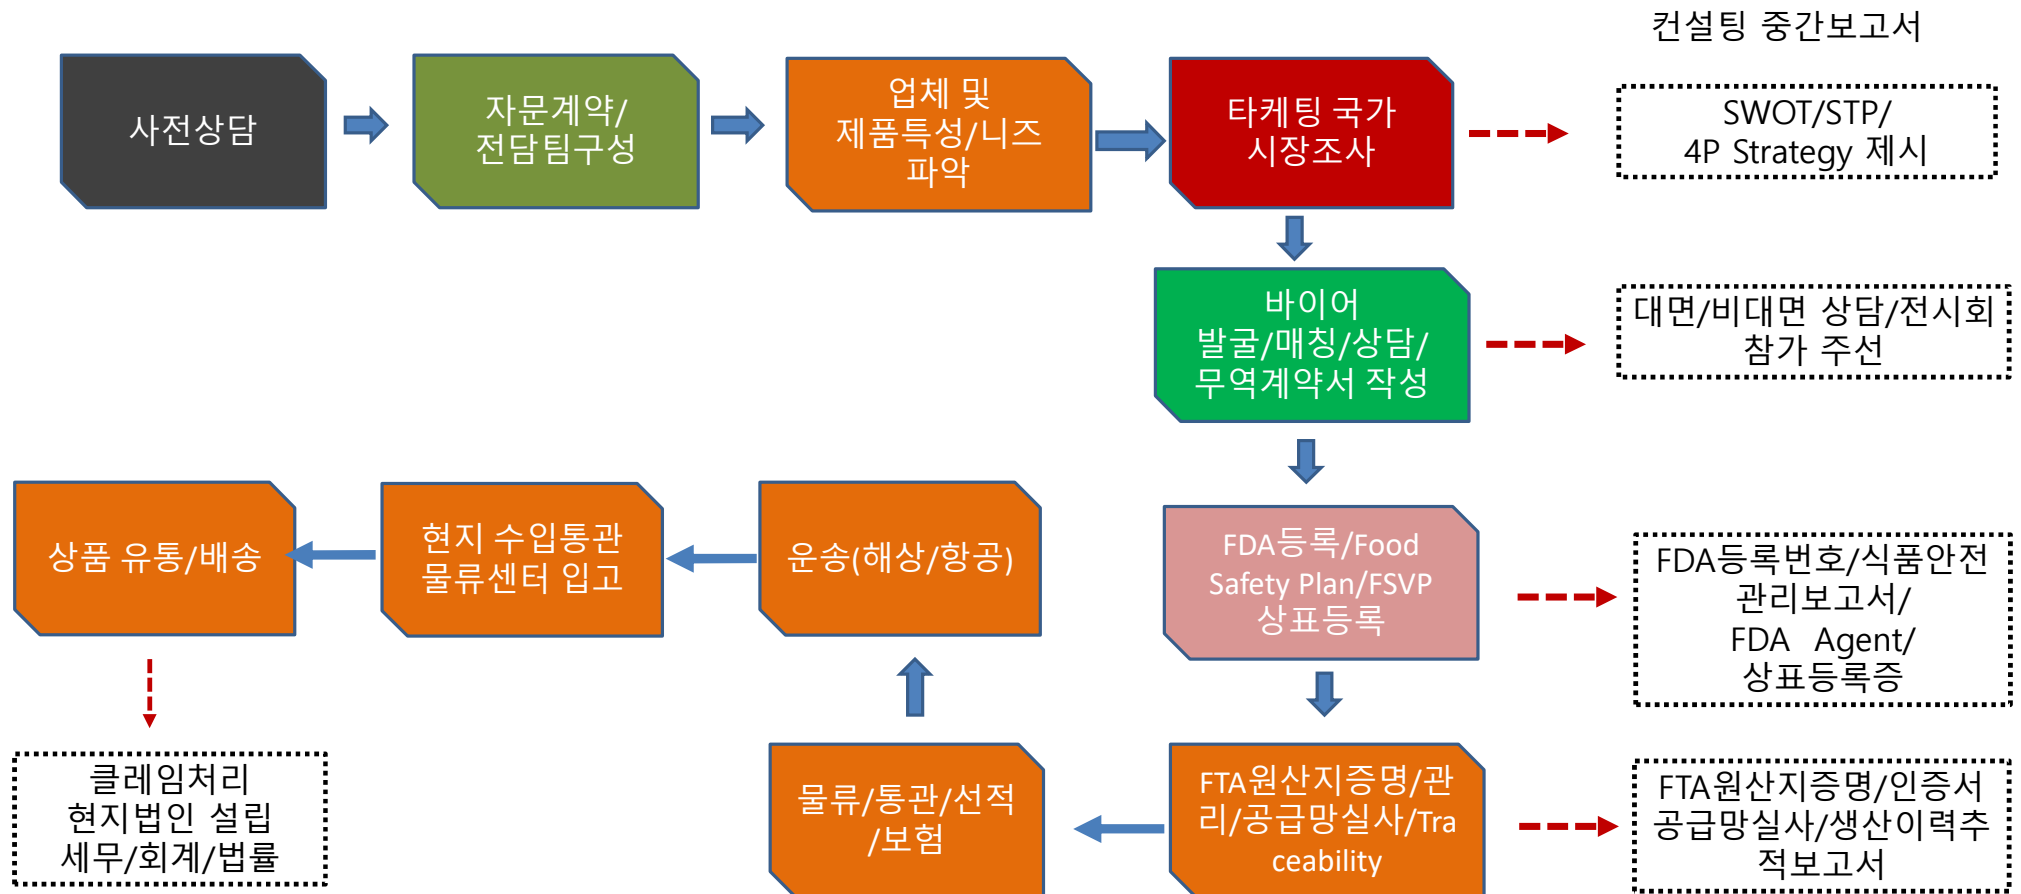 컨설팅 중간보고서
사전상담
자문계약/
전담팀구성
업체 및
제품특성/니즈
파악
타케팅 국가
시장조사
SWOT/STP/
4P Strategy 제시
바이어
발굴/매칭/상담/
무역계약서 작성
대면/비대면 상담/전시회
참가 주선
상품 유통/배송
현지 수입통관
물류센터 입고
운송(해상/항공)
FDA등록/Food
Safety Plan/FSVP
상표등록
FDA등록번호/식품안전
관리보고서/
FDA Agent/
상표등록증
클레임처리
현지법인 설립
세무/회계/법률
물류/통관/선적
/보험
FTA원산지증명/관
리/공급망실사/Tra
ceability
FTA원산지증명/인증서
공급망실사/생산이력추
적보고서